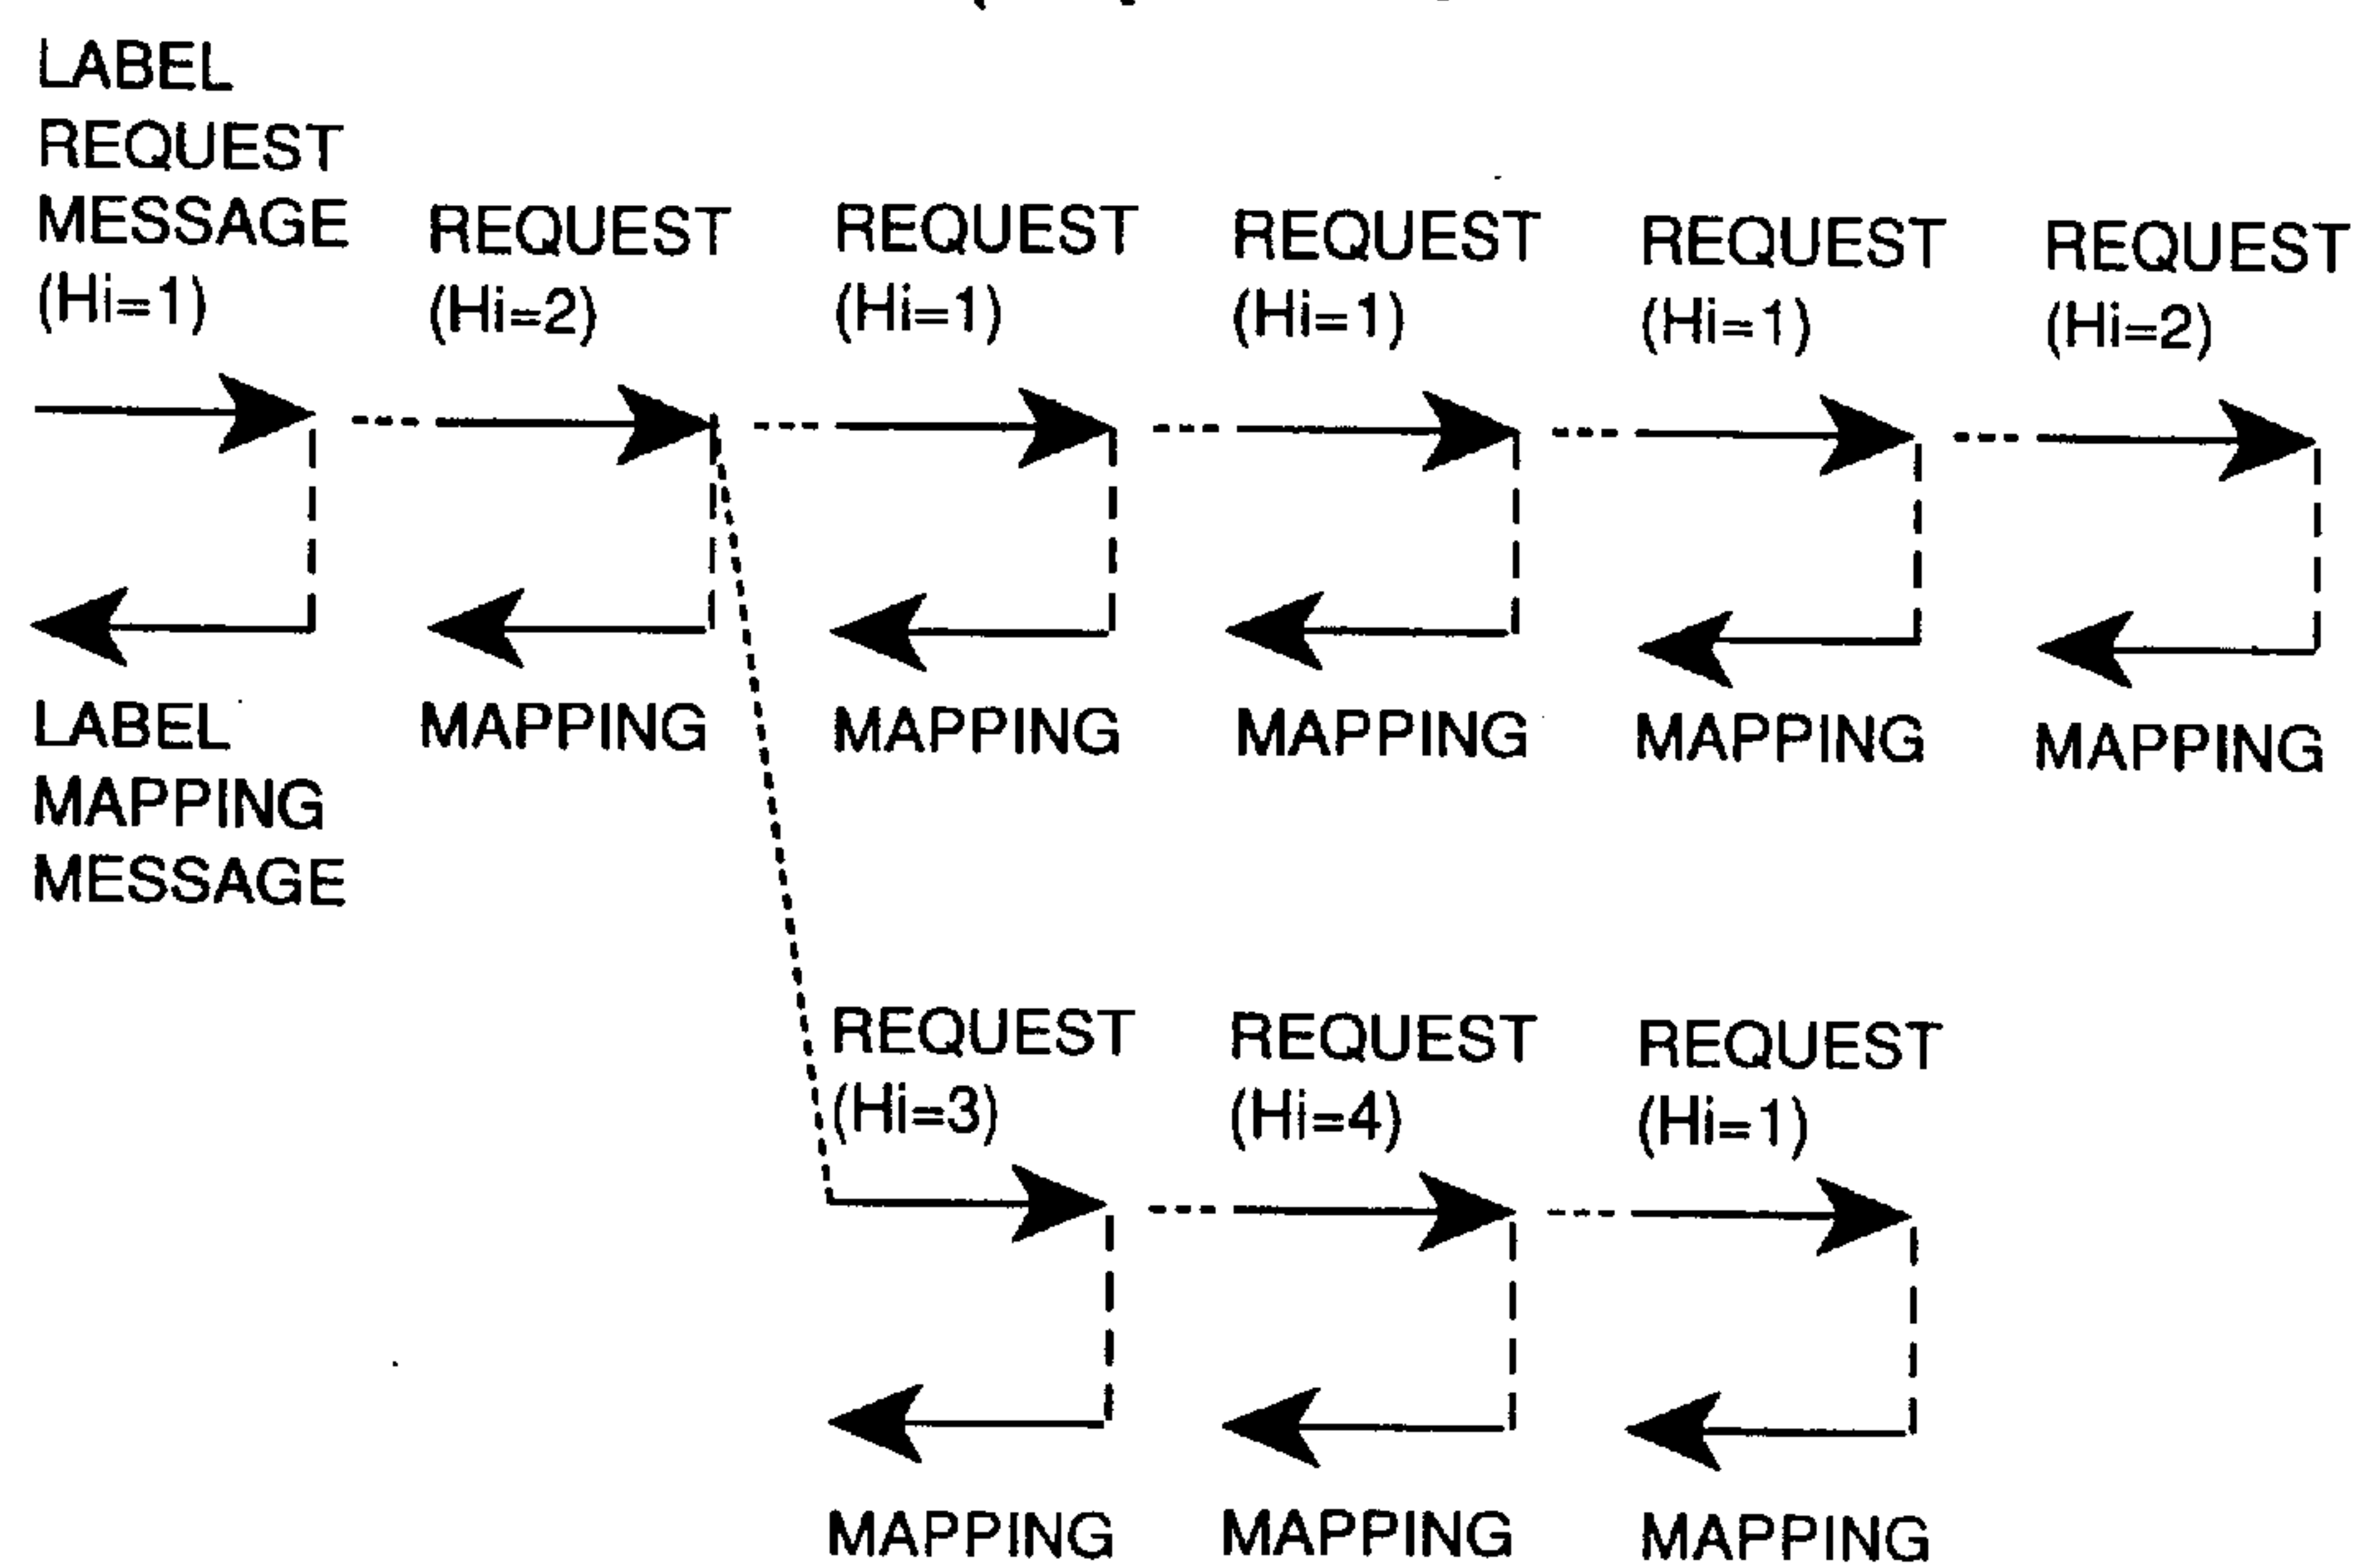 LABEL
REQUEST
MESSAGE
(Hi=1)
REQUEST
(Hi=2)
REQUEST
(Hi=1)
REQUEST
(Hi=1)
REQUEST
(Hi=1)
REQUEST
(Hi=2)
LABEL
MAPPING
MESSAGE
MAPPING
MAPPING
MAPPING
MAPPING
MAPPING
REQUEST
(Hi=3)
REQUEST
(Hi=4)
REQUEST
(Hi=1)
MAPPING
MAPPING
MAPPING